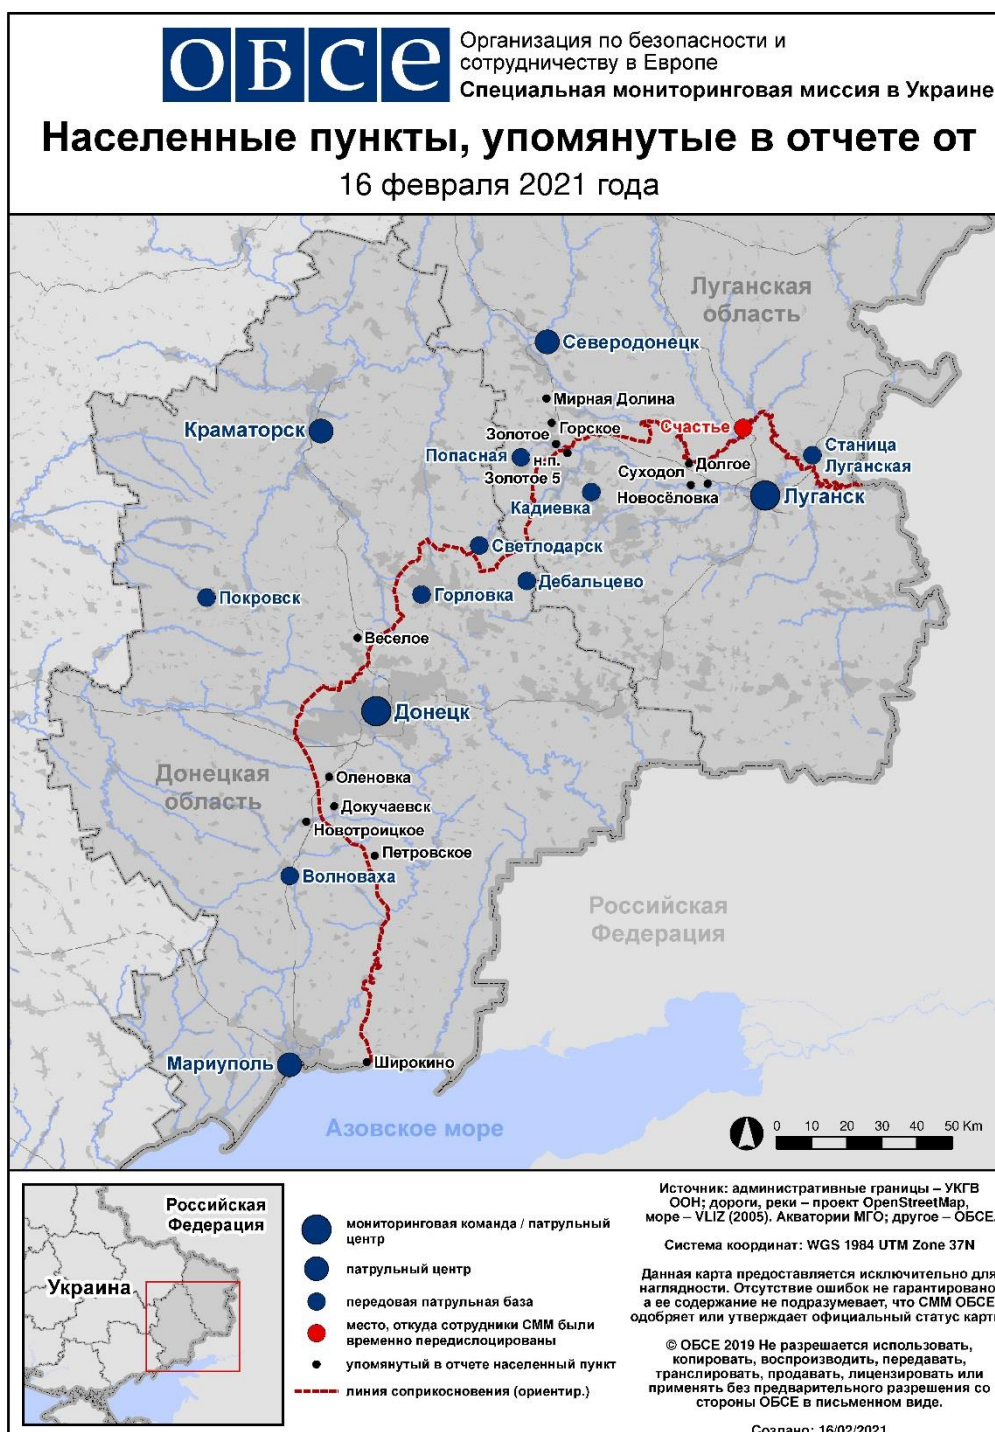 ОБСЕ
Организация по безопасности и
сотрудничеству в Европе
Специальная мониторинговая миссия в Украине
Населенные пункты, упомянутые в отчете от
16 февраля 2021 года
Луганская
область
Северодонецк
Мирная Долина
Горское
Золотое
н.п.
Золотое 5
Счастье
Краматорск
Попасная
Станица
Луганская
Долгое
Суходол
Новосёловка
Луганск
Кадиевка
Светлодарск
Дебальцево
Горловка
Покровск
Веселое
Донецк
Донецкая
область
Оленовка
Докучаевск
Новотроицкое
Петровское
Волноваха
Российская
Федерация
Мариуполь
Широкино
Азовское море
0 10 20 30 40 50 Km
Российская
Федерация
Украина
мониторинговая команда / патрульный
центр
патрульный центр
передовая патрульная база
место, откуда сотрудники СММ были
временно передислоцированы
упомянутый в отчете населенный пункт
линия соприкосновения (ориентир.)
Источник: административные границы – УКГВ
ООН; дороги, реки – проект OpenStreetMap,
море – VLIZ (2005). Акватории МГО; другое – ОБСЕ.
Система координат: WGS 1984 UTM Zone 37N
Данная карта предоставляется исключительно для
наглядности. Отсутствие ошибок не гарантировано,
а ее содержание не подразумевает, что СММ ОБСЕ
одобряет или утверждает официальный статус карты
© ОБСЕ 2019 Не разрешается использовать,
копировать, воспроизводить, передавать,
транслировать, продавать, лицензировать или
применять без предварительного разрешения со
стороны ОБСЕ в письменном виде.
Создано: 16/02/2021